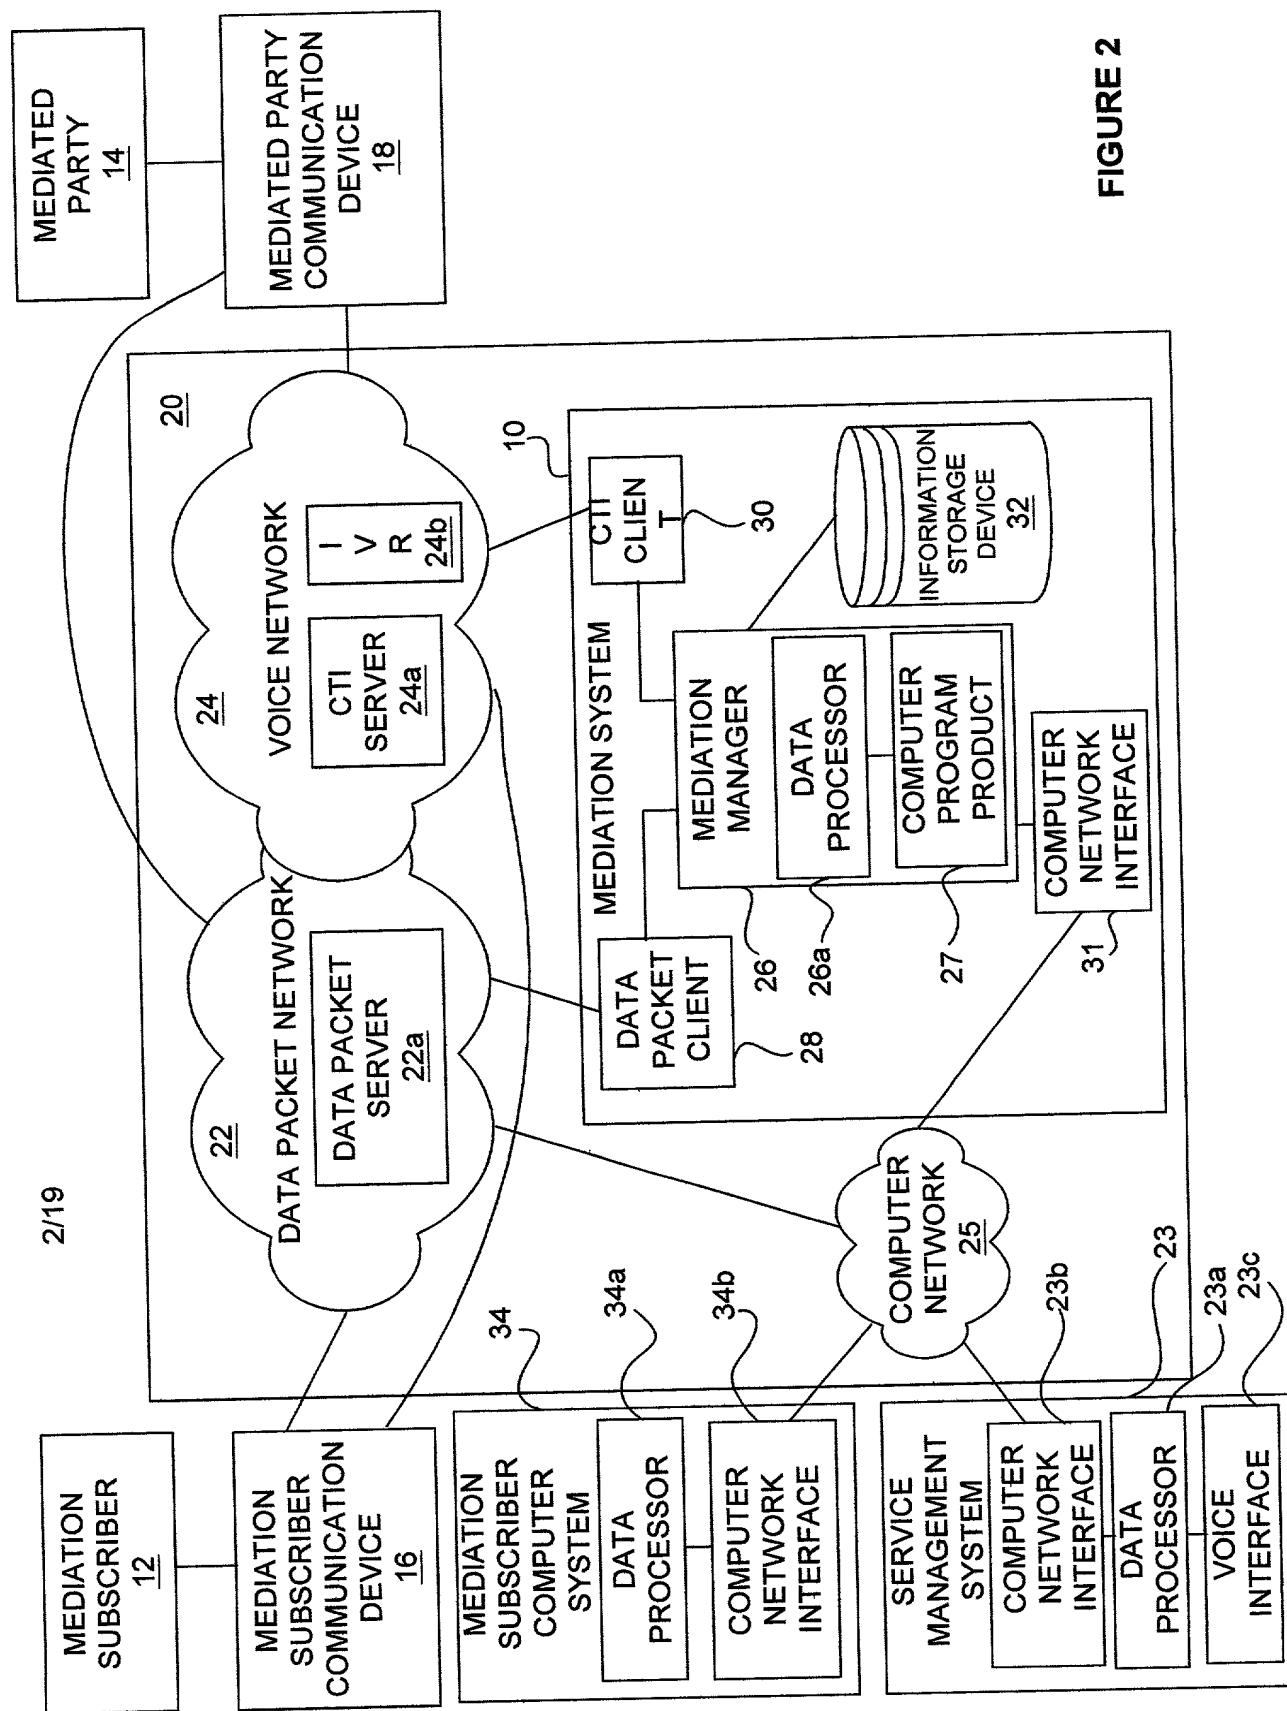 2/19
MEDIATION
SUBSCRIBER
12
MEDIATION
SUBSCRIBER
COMMUNICATION
DEVICE
16
MEDIATION
SUBSCRIBER
COMPUTER
SYSTEM
34
DATA
PROCESSOR
34a
COMPUTER
NETWORK
INTERFACE
34b
SERVICE
MANAGEMENT
SYSTEM
23
COMPUTER
NETWORK
INTERFACE
23b
DATA
PROCESSOR
23a
VOICE
INTERFACE
23c
22
DATA PACKET NETWORK
DATA PACKET
SERVER
22a
24
VOICE NETWORK
CTI
SERVER
24a
I
V
R
24b
20
COMPUTER
NETWORK
25
MEDIATION SYSTEM
10
DATA
PACKET
CLIENT
28
CTI
CLIEN
T
30
MEDIATION
MANAGER
26
DATA
PROCESSOR
26a
COMPUTER
PROGRAM
PRODUCT
27
COMPUTER
NETWORK
INTERFACE
31
INFORMATION
STORAGE
DEVICE
32
MEDIATED
PARTY
14
MEDIATED PARTY
COMMUNICATION
DEVICE
18
FIGURE 2